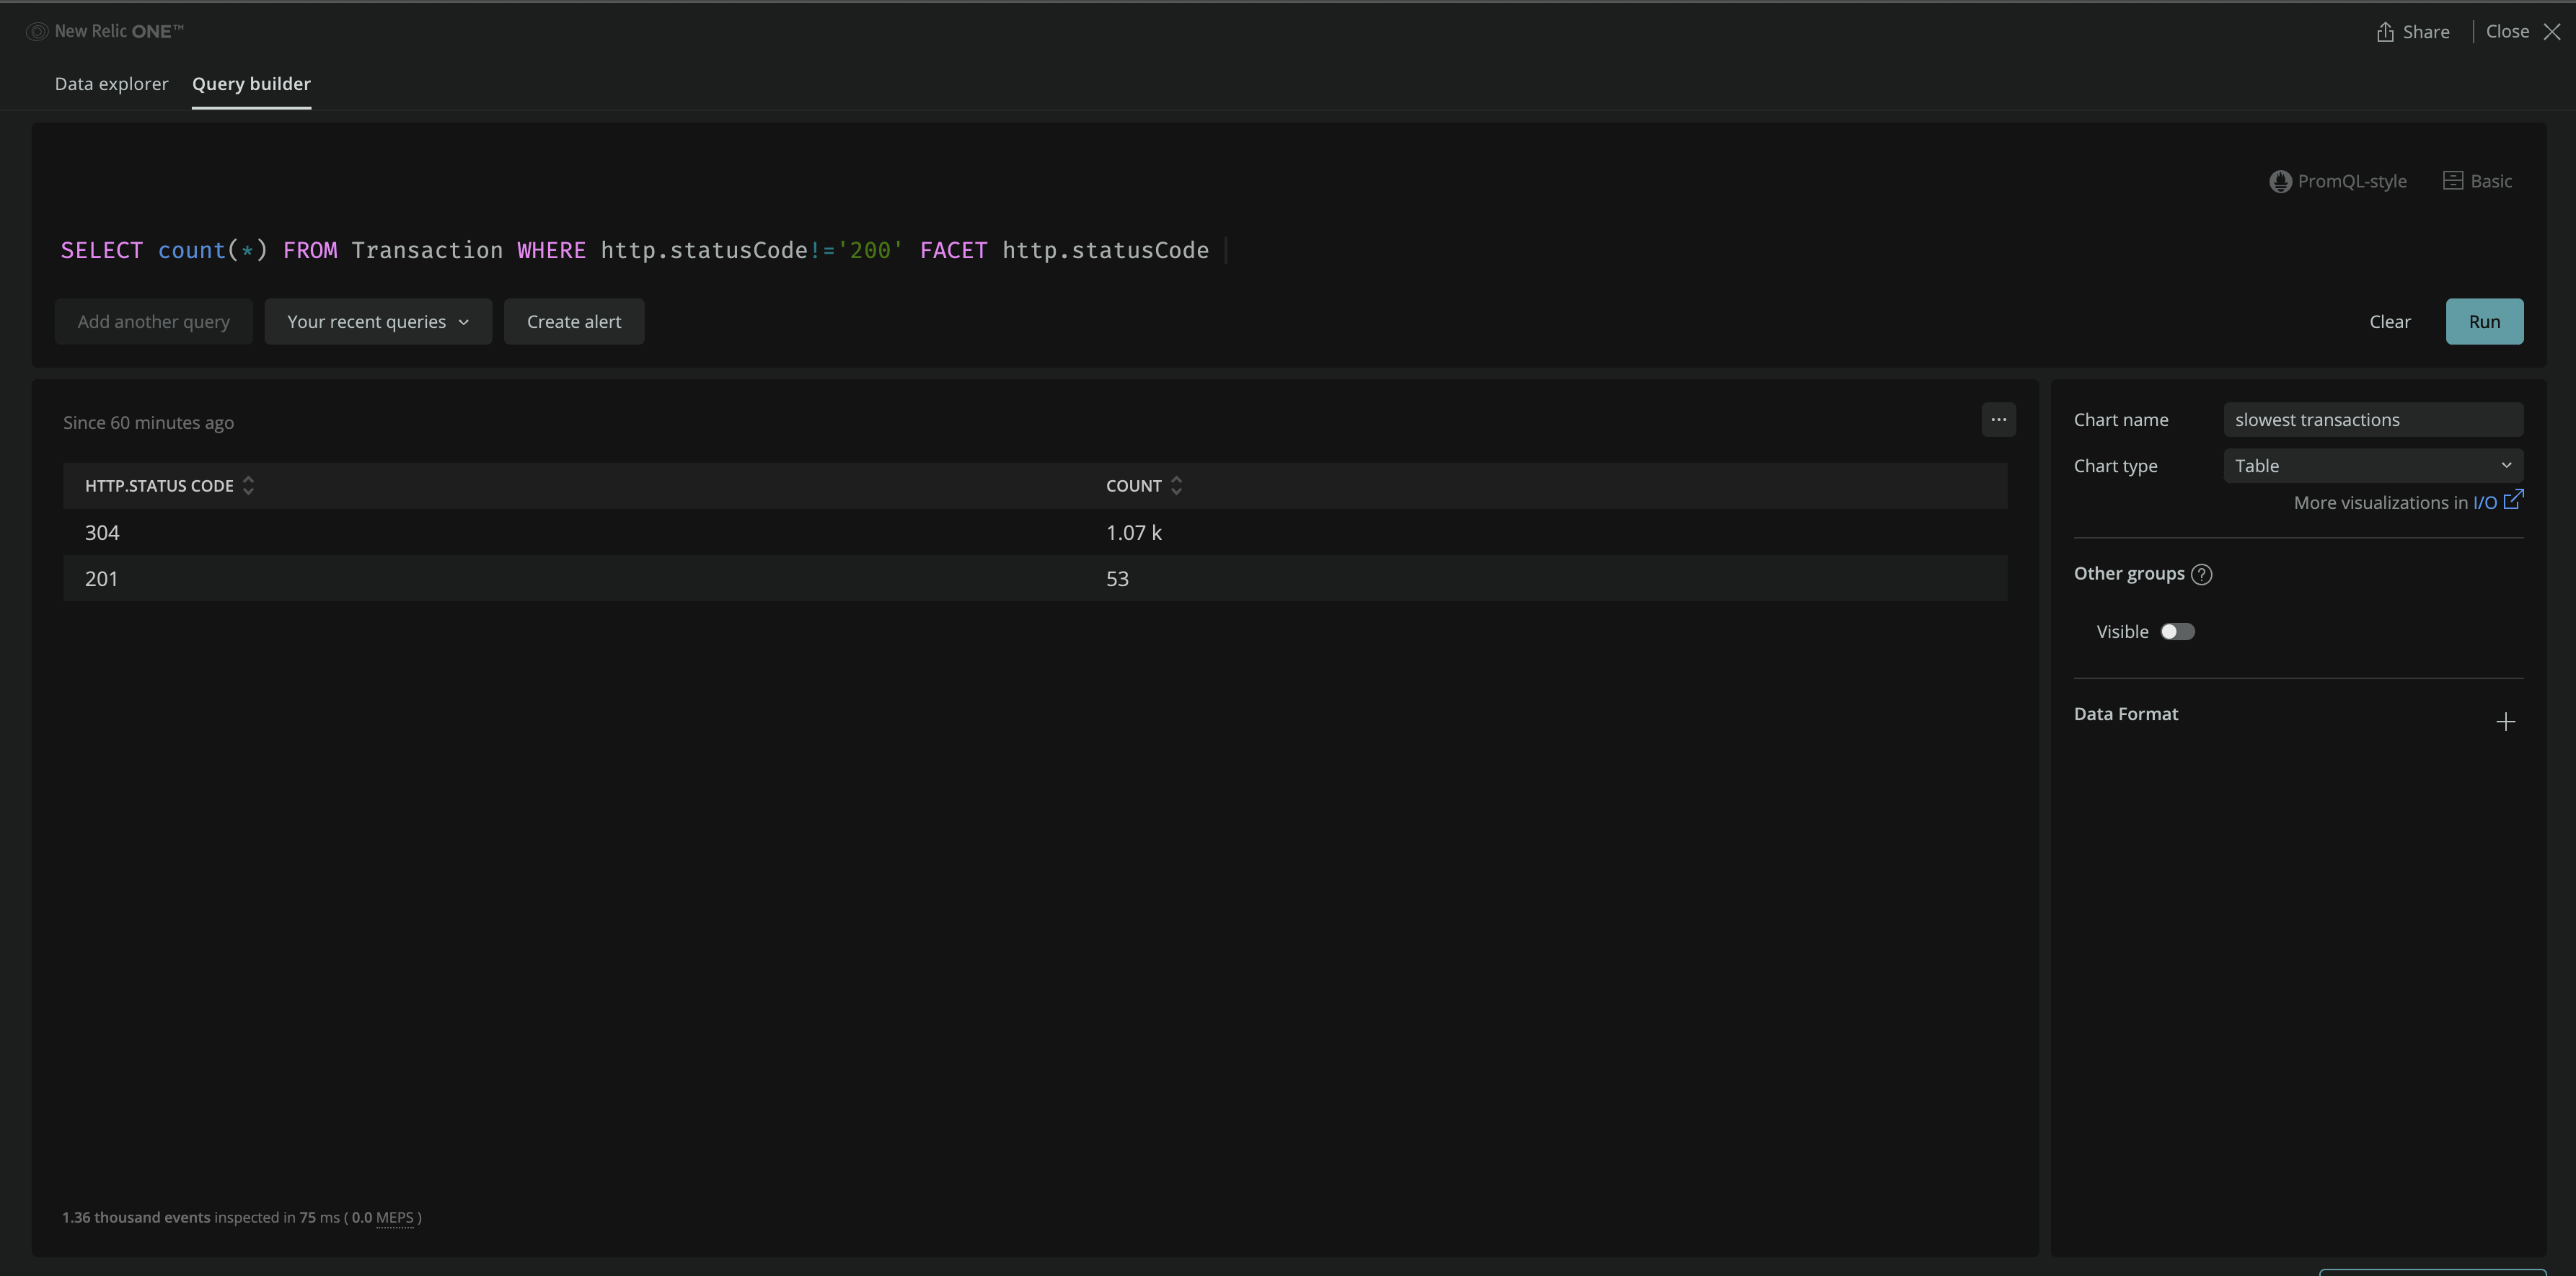 New Relic ONE™
Share
Close
Data explorer
Query builder
PromQL-style
Basic
SELECT count(*) FROM Transaction WHERE http.statusCode!='200' FACET http.statusCode
Add another query
Your recent queries
Create alert
Clear
Run
Since 60 minutes ago
...
HTTP.STATUS CODE
COUNT
304
1.07 k
201
53
1.36 thousand events inspected in 75 ms ( 0.0 MEPS )
Chart name
slowest transactions
Chart type
Table
More visualizations in I/O
Other groups ?
Visible
Data Format